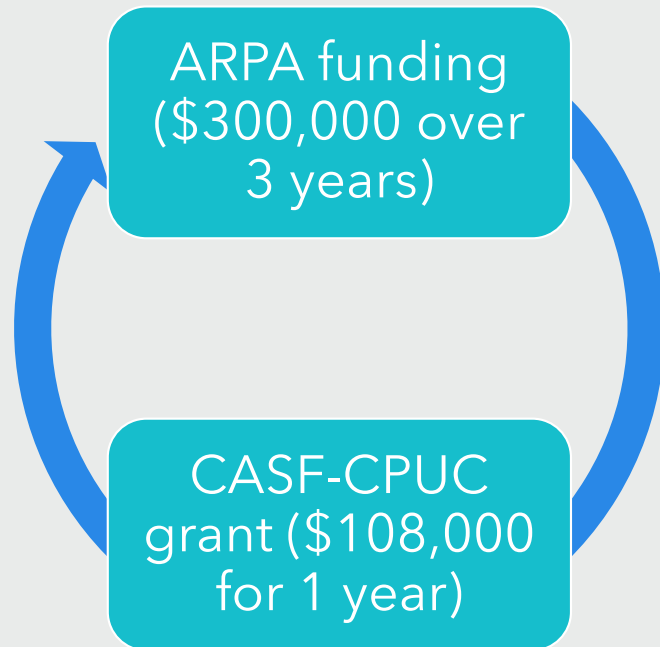 ARPA funding
($300,000 over
3 years)
CASF-CPUC
grant ($108,000
for 1 year)